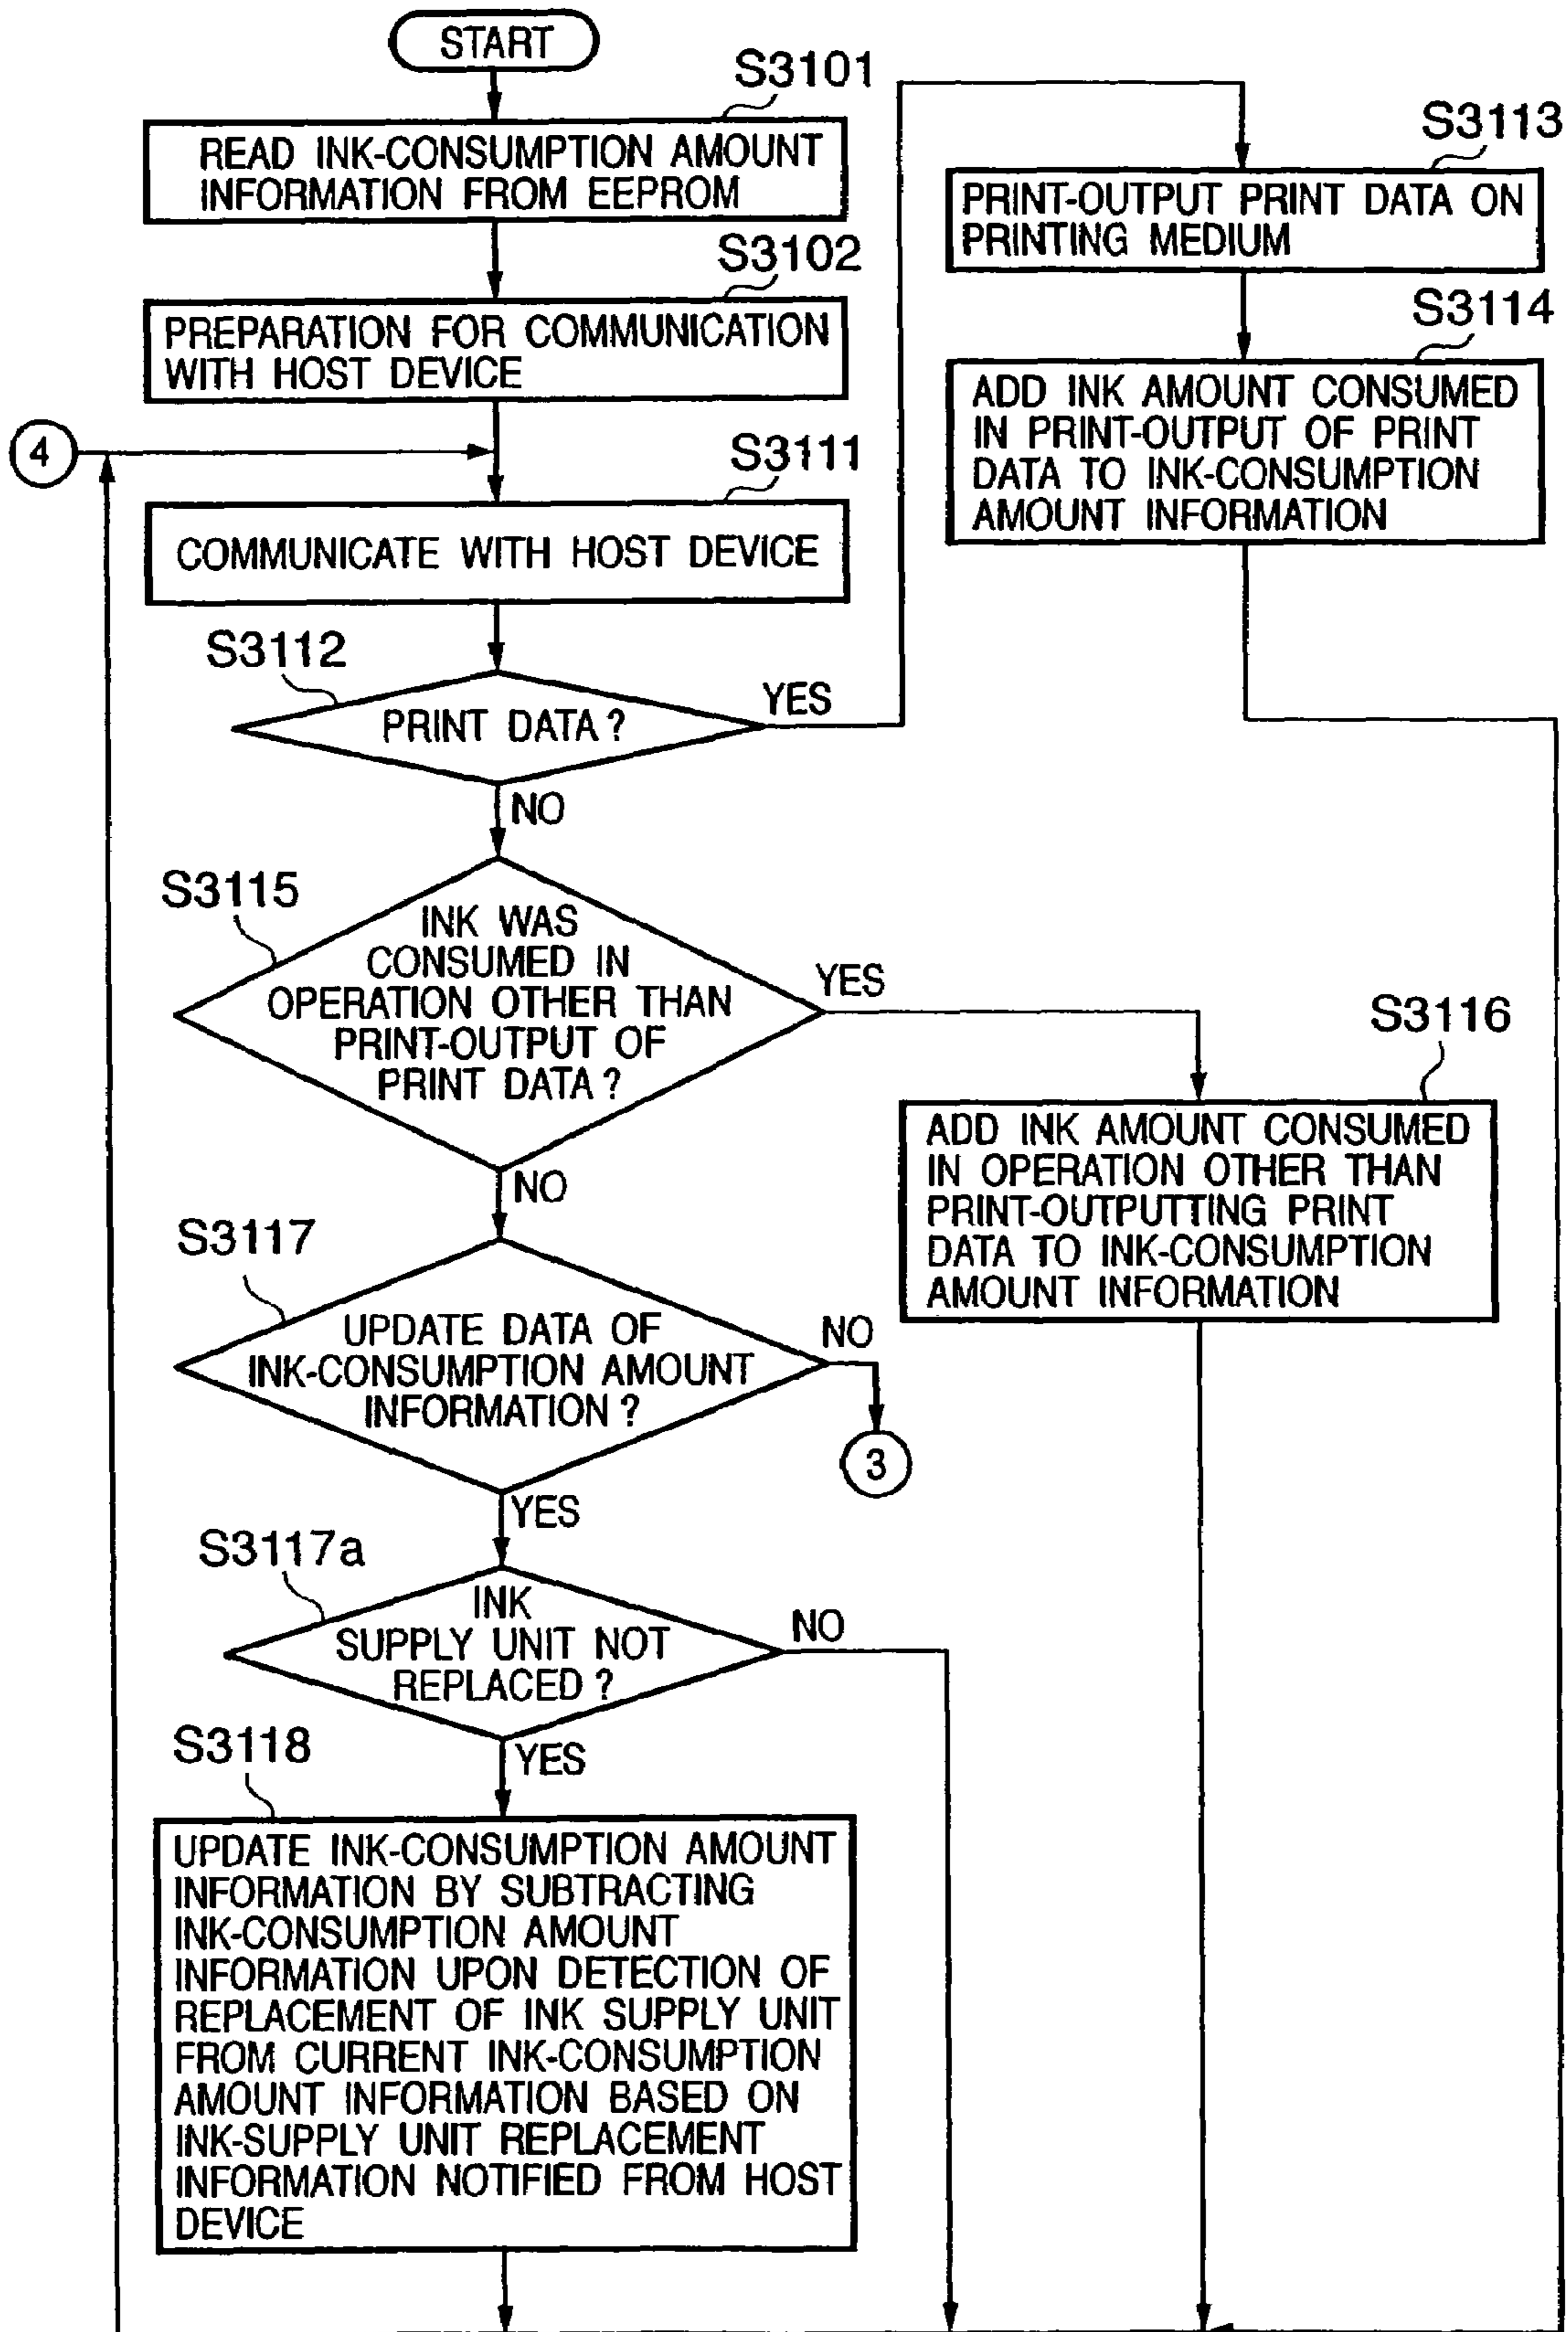 START
S3101
READ INK-CONSUMPTION AMOUNT
INFORMATION FROM EEPROM
S3102
PREPARATION FOR COMMUNICATION
WITH HOST DEVICE
4
S3111
COMMUNICATE WITH HOST DEVICE
S3112
PRINT DATA?
YES
NO
S3113
PRINT-OUTPUT PRINT DATA ON
PRINTING MEDIUM
S3114
ADD INK AMOUNT CONSUMED
IN PRINT-OUTPUT OF PRINT
DATA TO INK-CONSUMPTION
AMOUNT INFORMATION
S3115
INK WAS
CONSUMED IN
OPERATION OTHER THAN
PRINT-OUTPUT OF
PRINT DATA?
YES
NO
S3116
ADD INK AMOUNT CONSUMED
IN OPERATION OTHER THAN
PRINT-OUTPUTTING PRINT
DATA TO INK-CONSUMPTION
AMOUNT INFORMATION
S3117
UPDATE DATA OF
INK-CONSUMPTION AMOUNT
INFORMATION?
NO
3
YES
S3117a
INK
SUPPLY UNIT NOT
REPLACED?
NO
YES
S3118
UPDATE INK-CONSUMPTION AMOUNT
INFORMATION BY SUBTRACTING
INK-CONSUMPTION AMOUNT
INFORMATION UPON DETECTION OF
REPLACEMENT OF INK SUPPLY UNIT
FROM CURRENT INK-CONSUMPTION
AMOUNT INFORMATION BASED ON
INK-SUPPLY UNIT REPLACEMENT
INFORMATION NOTIFIED FROM HOST
DEVICE